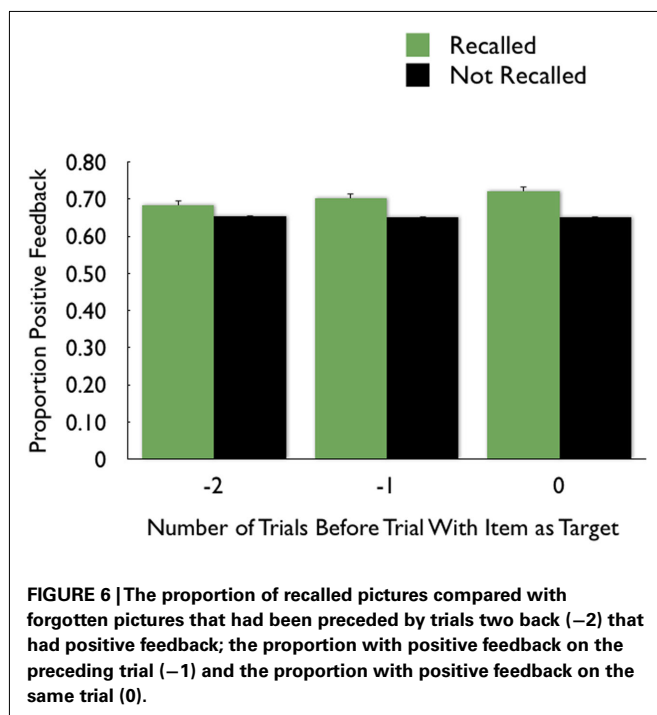 Recalled
Not Recalled
0.80
0.70
0.60
0.50
0.40
0.30
0.20
0.10
0
Proportion Positive Feedback
-2 -1 0
Number of Trials Before Trial With Item as Target
FIGURE 6 | The proportion of recalled pictures compared with
forgotten pictures that had been preceded by trials two back (−2) that
had positive feedback; the proportion with positive feedback on the
preceding trial (−1) and the proportion with positive feedback on the
same trial (0).